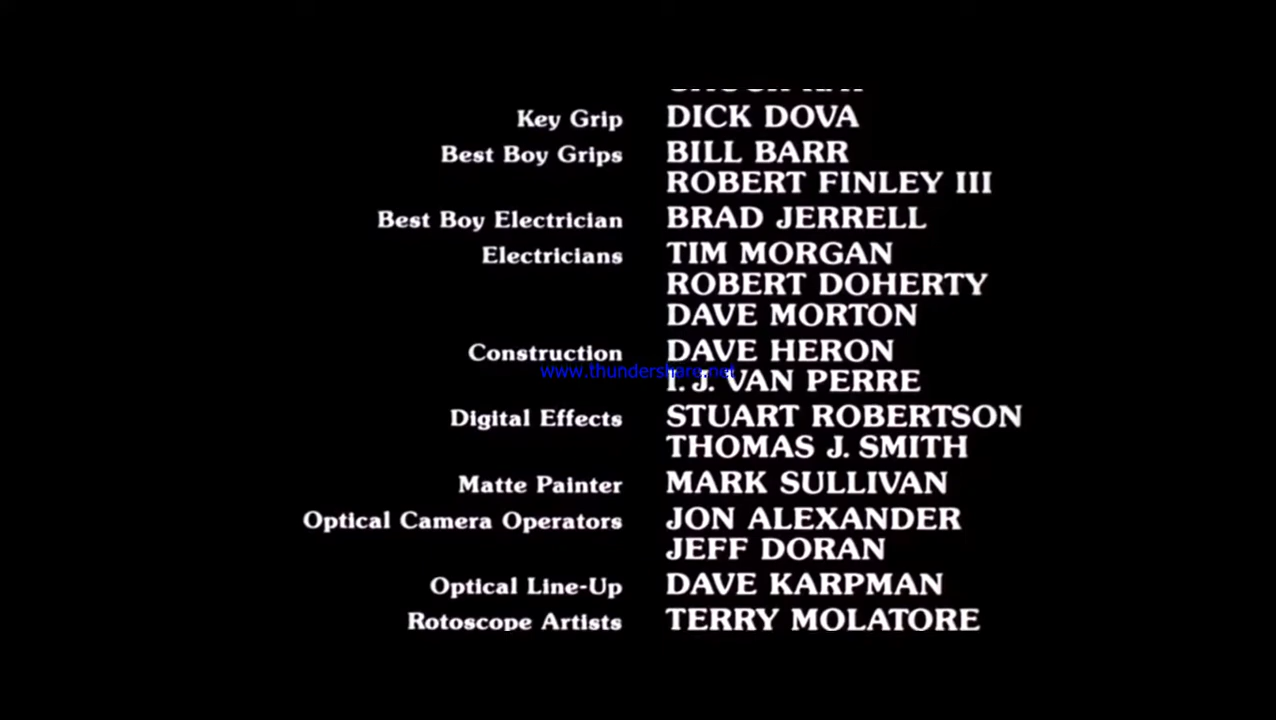 Key Grip DICK DOVA
Best Boy Grips BILL BARR
ROBERT FINLEY III
Best Boy Electrician BRAD JERRELL
Electricians TIM MORGAN
ROBERT DOHERTY
DAVE MORTON
Construction DAVE HERON
www.thundershare.net
I. J. VAN PERRE
Digital Effects STUART ROBERTSON
THOMAS J. SMITH
Matte Painter MARK SULLIVAN
Optical Camera Operators JON ALEXANDER
JEFF DORAN
Optical Line-Up DAVE KARPMAN
Rotoscope Artists TERRY MOLATORE